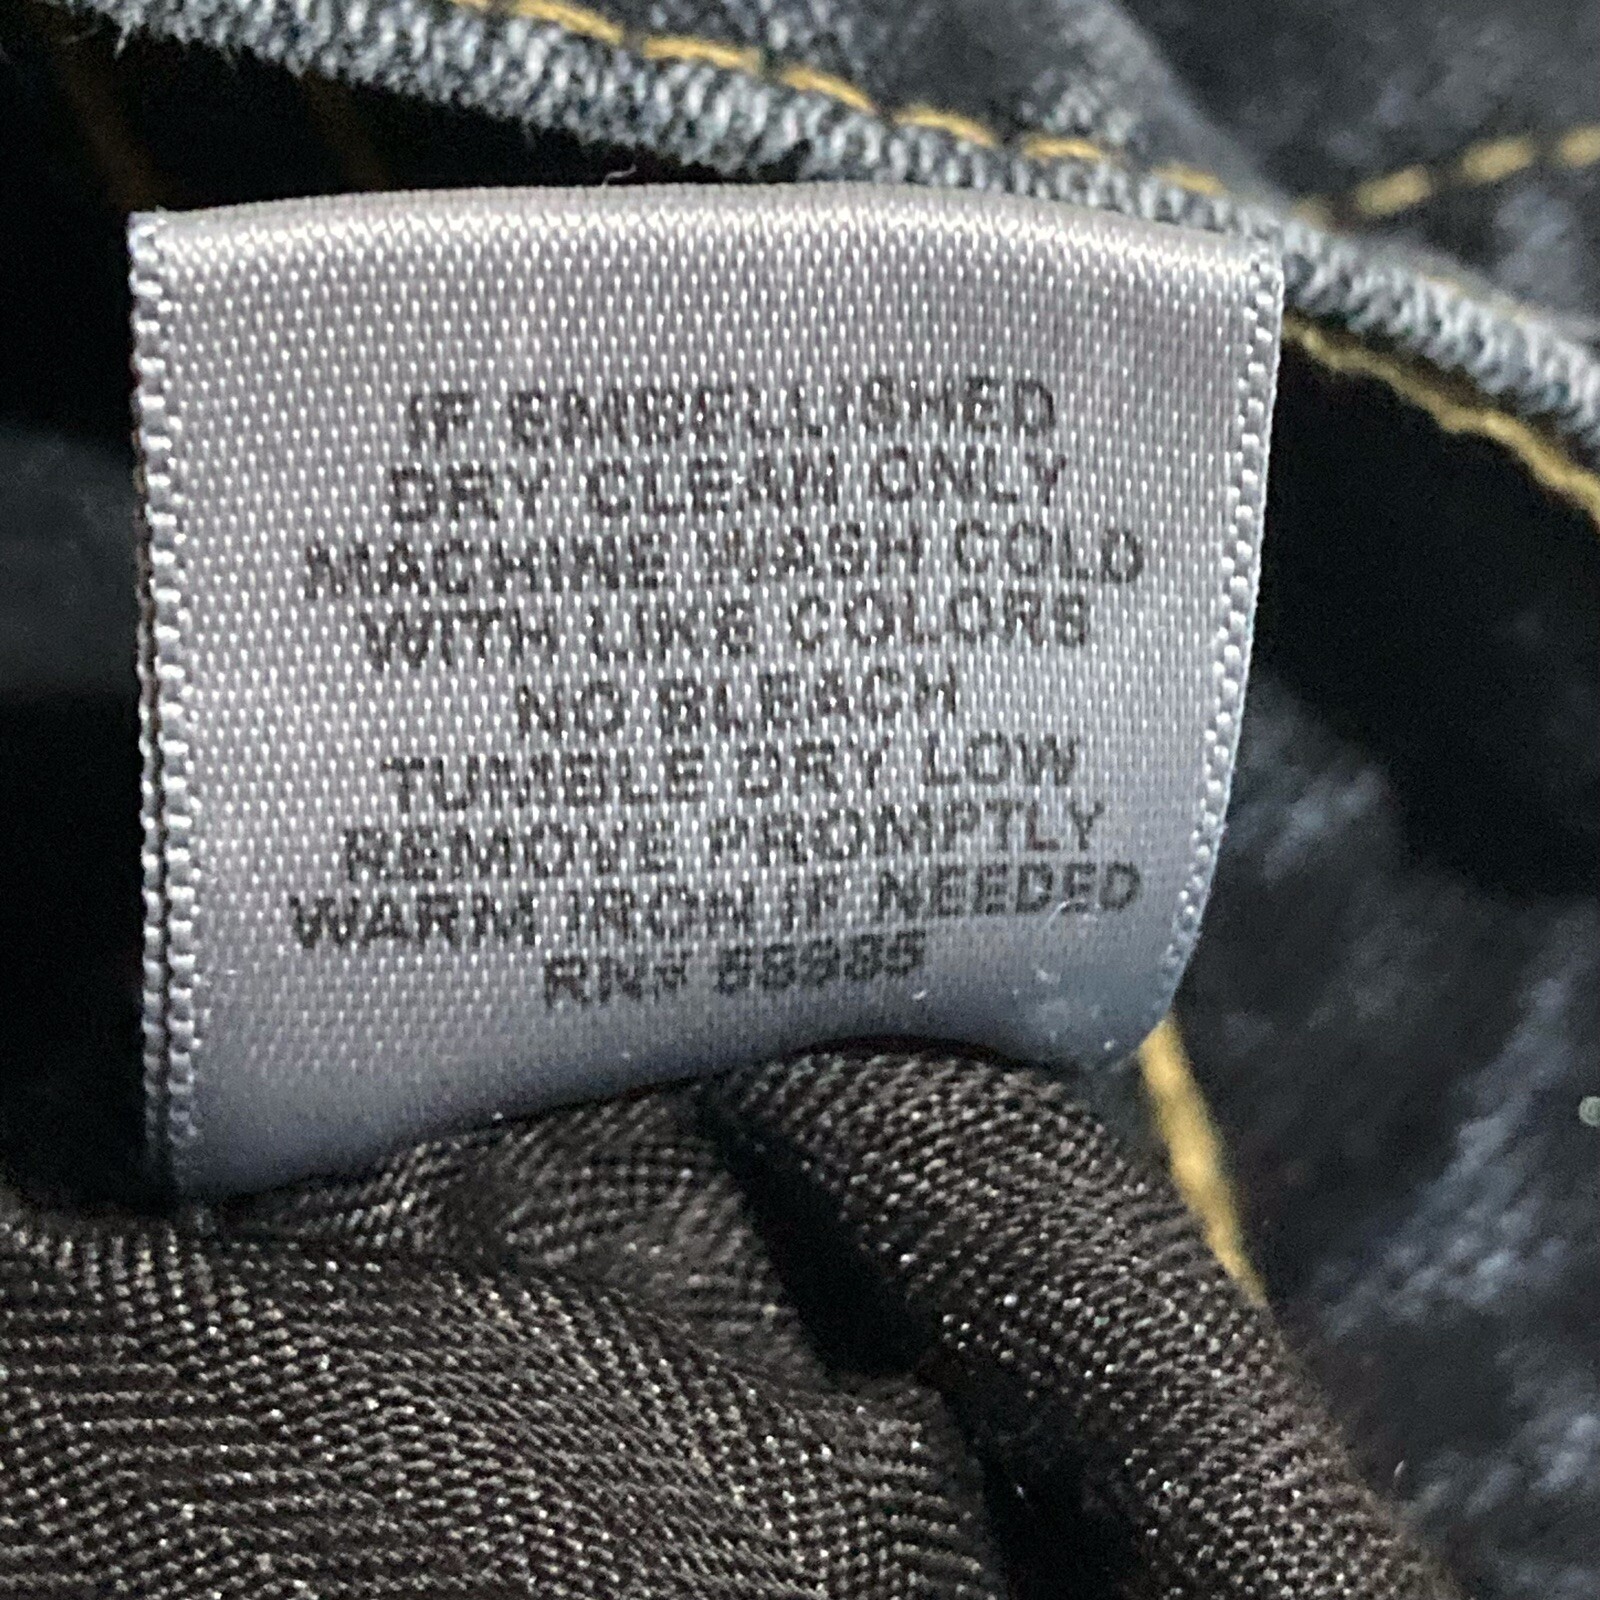 IF EMBELLISHED
DRY CLEAN ONLY
MACHINE WASH COLD
WITH LIKE COLORS
NO BLEACH
TUMBLE DRY LOW
REMOVE PROMPTLY
WARM IRON IF NEEDED
RN# 58985